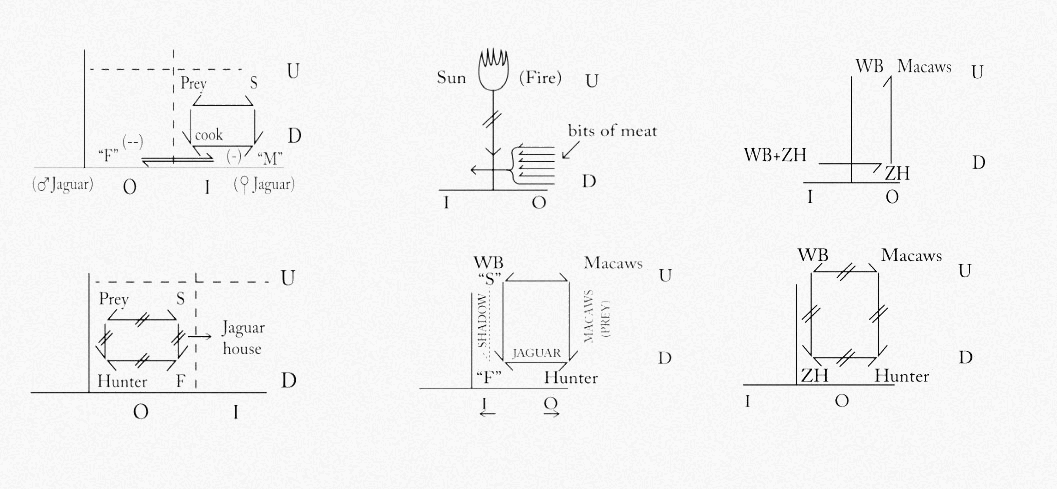 U
Prey S
D
cook
"F" (--) (-) "M"
(♂Jaguar) O I (♀Jaguar)
Sun (Fire) U
bits of meat
D
I O
WB Macaws U
WB+ZH D
ZH
I O
U
Prey S
Jaguar
house
Hunter F D
O I
WB Macaws U
"S"
SHADOW
MACAWS
(PREY)
JAGUAR D
"F" Hunter
I O
WB Macaws U
D
ZH Hunter
I O